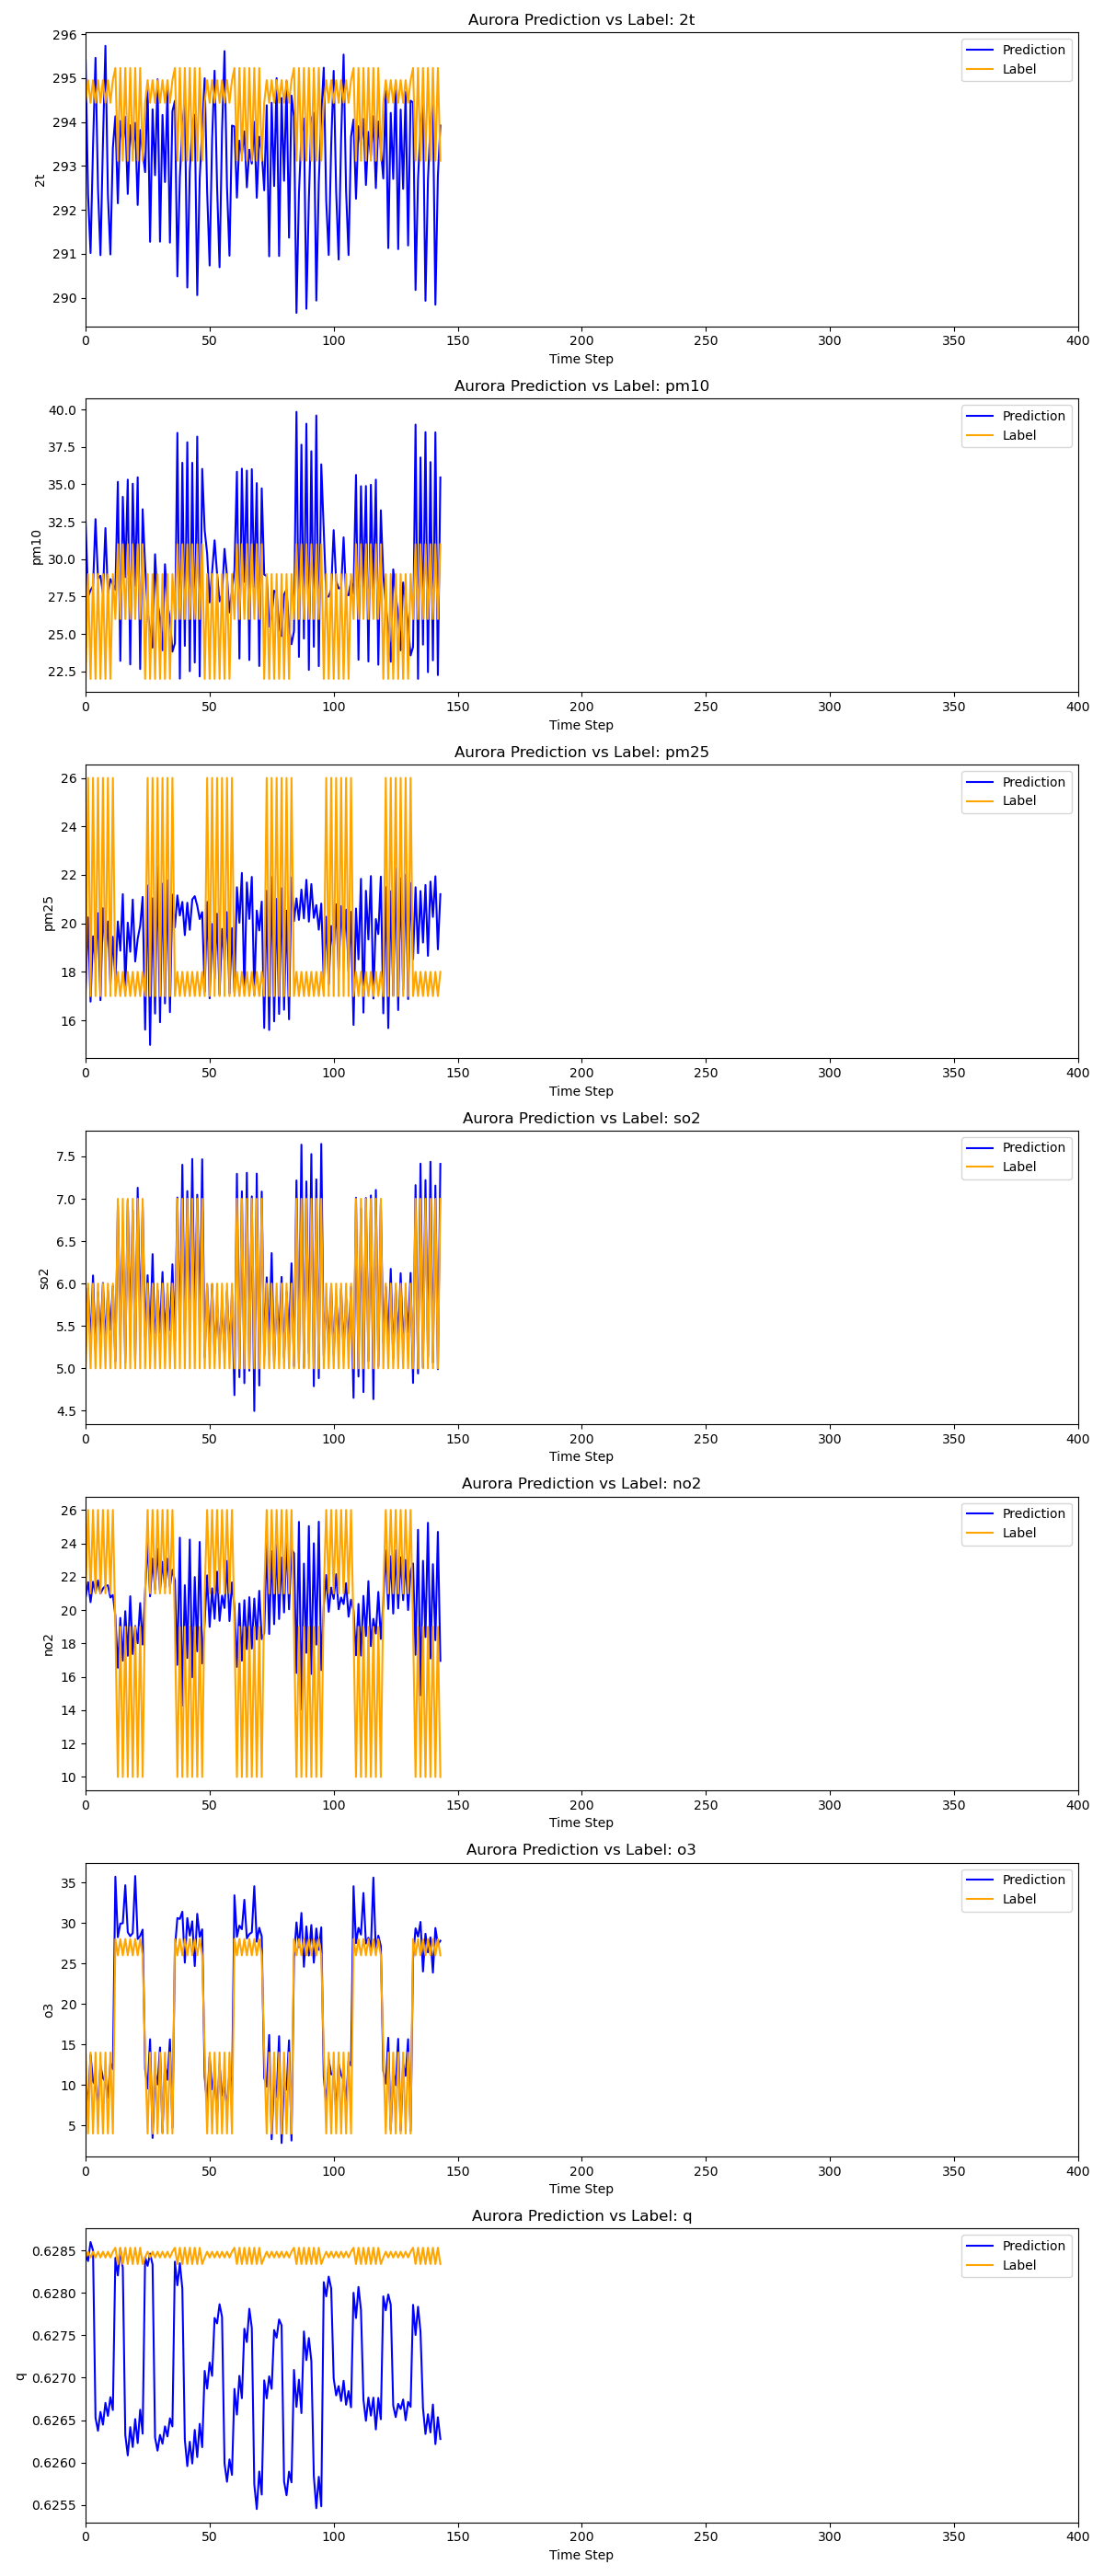 Aurora Prediction vs Label: 2t
296
295
294
293
292
291
290
2t
Prediction
Label
0 50 100 150 200 250 300 350 400
Time Step
Aurora Prediction vs Label: pm10
40.0
37.5
35.0
32.5
30.0
27.5
25.0
22.5
pm10
Prediction
Label
0 50 100 150 200 250 300 350 400
Time Step
Aurora Prediction vs Label: pm25
26
24
22
20
18
16
pm25
Prediction
Label
0 50 100 150 200 250 300 350 400
Time Step
Aurora Prediction vs Label: so2
7.5
7.0
6.5
6.0
5.5
5.0
4.5
so2
Prediction
Label
0 50 100 150 200 250 300 350 400
Time Step
Aurora Prediction vs Label: no2
26
24
22
20
18
16
14
12
10
no2
Prediction
Label
0 50 100 150 200 250 300 350 400
Time Step
Aurora Prediction vs Label: o3
35
30
25
20
15
10
5
o3
Prediction
Label
0 50 100 150 200 250 300 350 400
Time Step
Aurora Prediction vs Label: q
0.6285
0.6280
0.6275
0.6270
0.6265
0.6260
0.6255
q
Prediction
Label
0 50 100 150 200 250 300 350 400
Time Step